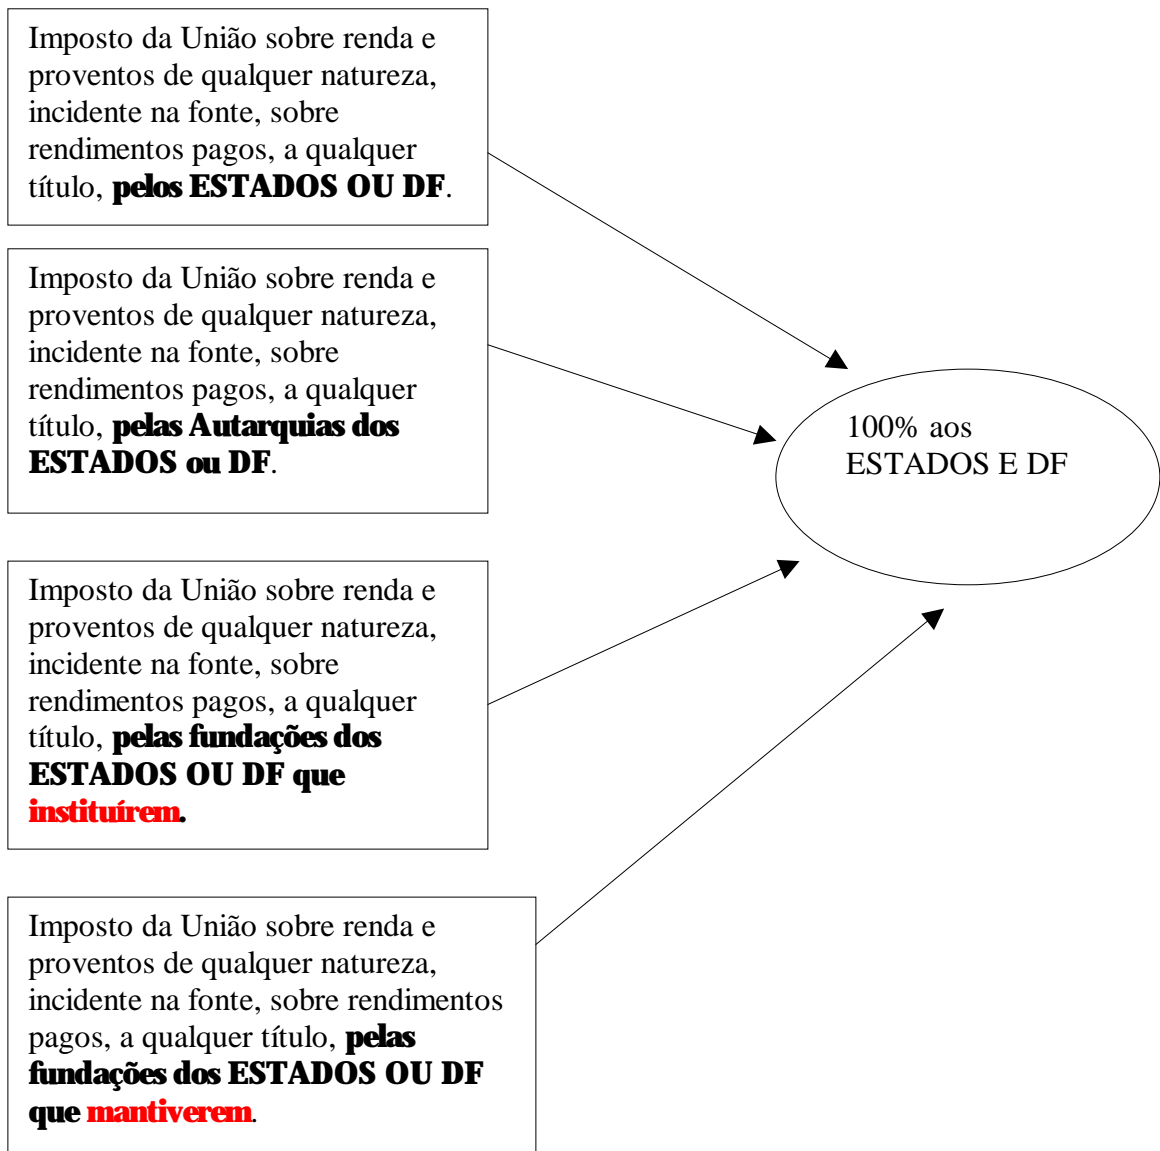 Imposto da União sobre renda e
proventos de qualquer natureza,
incidente na fonte, sobre
rendimentos pagos, a qualquer
título, pelos ESTADOS OU DF.
Imposto da União sobre renda e
proventos de qualquer natureza,
incidente na fonte, sobre
rendimentos pagos, a qualquer
título, pelas Autarquias dos
ESTADOS ou DF.
100% aos
ESTADOS E DF
Imposto da União sobre renda e
proventos de qualquer natureza,
incidente na fonte, sobre
rendimentos pagos, a qualquer
título, pelas fundações dos
ESTADOS OU DF que
instituírem.
Imposto da União sobre renda e
proventos de qualquer natureza,
incidente na fonte, sobre rendimentos
pagos, a qualquer título, pelas
fundações dos ESTADOS OU DF
que mantiverem.